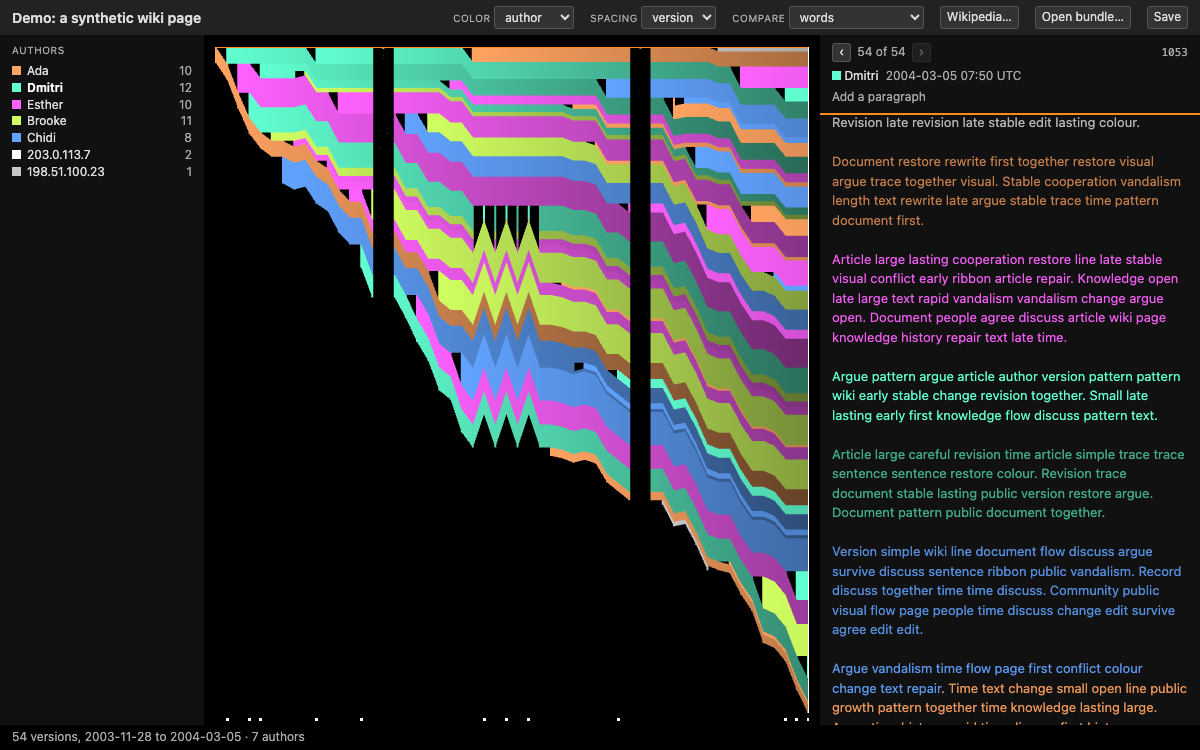 Demo: a synthetic wiki page
COLOR author SPACING version COMPARE words Wikipedia... Open bundle... Save
AUTHORS
Ada 10
Dmitri 12
Esther 10
Brooke 11
Chidi 8
203.0.113.7 2
198.51.100.23 1
‹ 54 of 54 › 1053
Dmitri 2004-03-05 07:50 UTC
Add a paragraph
Revision late revision late stable edit lasting colour.
Document restore rewrite first together restore visual
argue trace together visual. Stable cooperation vandalism
length text rewrite late argue stable trace time pattern
document first.
Article large lasting cooperation restore line late stable
visual conflict early ribbon article repair. Knowledge open
late large text rapid vandalism vandalism change argue
open. Document people agree discuss article wiki page
knowledge history repair text late time.
Argue pattern argue article author version pattern pattern
wiki early stable change revision together. Small late
lasting early first knowledge flow discuss pattern text.
Article large careful revision time article simple trace trace
sentence sentence restore colour. Revision trace
document stable lasting public version restore argue.
Document pattern public document together.
Version simple wiki line document flow discuss argue
survive discuss sentence ribbon public vandalism. Record
discuss together time time discuss. Community public
visual flow page people time discuss change edit survive
agree edit edit.
Argue vandalism time flow page first conflict colour
change text repair. Time text change small open line public
growth pattern together time knowledge lasting large.
54 versions, 2003-11-28 to 2004-03-05 · 7 authors